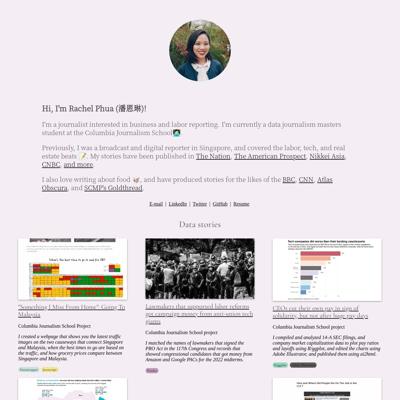 Hi, I'm Rachel Phua (潘恩琳)!
I'm a journalist interested in business and labor reporting. I'm currently a data journalism masters
student at the Columbia Journalism School
Previously, I was a broadcast and digital reporter in Singapore, and covered the labor, tech, and real
estate beats. My stories have been published in The Nation, The American Prospect, Nikkei Asia,
CNBC, and more.
I also love writing about food, and have produced stories for the likes of the BBC, CNN, Atlas
Obscura, and SCMP's Goldthread.
E-mail | LinkedIn | Twitter | GitHub | Resume
Data stories
"Something I Miss From Home": Going To
Malaysia
Columbia Journalism School Project
I created a webpage that shows you the latest traffic
images on the two causeways that connect Singapore
and Malaysia, when the best times to go are based on
the traffic, and how grocery prices compare between
Singapore and Malaysia.
Lawmakers that supported labor reforms
got campaign money from anti-union tech
giants
Columbia Journalism School project
I matched the names of lawmakers that signed the
PRO Act in the 117th Congress and records that
showed congressional candidates that got money from
Amazon and Google PACs for the 2022 midterms.
Tech companies did worse than their landing counterparts
CEOs cut their own pay in sign of
solidarity, but not after huge pay days
Columbia Journalism School project
I compiled and analyzed 14-A SEC filings, and
company market capitalization data to plot pay ratios
and layoffs using R/ggplot, and edited the charts using
Adobe Illustrator, and published them using ai2html.